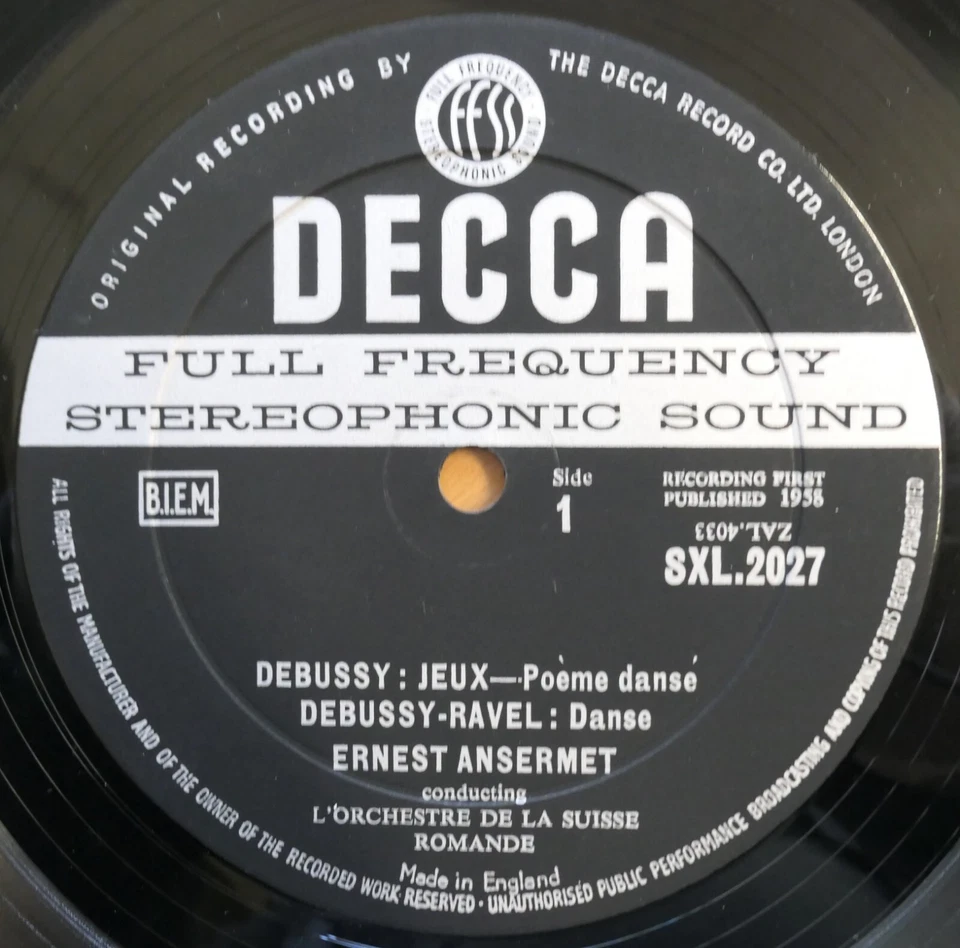 ORIGINAL RECORDING BY THE DECCA RECORD CO. LTD. LONDON
FULL FREQUENCY · STEREOPHONIC SOUND ·
FFSS
DECCA
FULL FREQUENCY
STEREOPHONIC SOUND
B.I.E.M.
Side
1
RECORDING FIRST
PUBLISHED 1958
ZAL.4033
SXL.2027
DEBUSSY : JEUX—Poème dansé
DEBUSSY-RAVEL : Danse
ERNEST ANSERMET
conducting
L'ORCHESTRE DE LA SUISSE
ROMANDE
Made in England
ALL RIGHTS OF THE MANUFACTURER AND OF THE OWNER OF THE RECORDED WORK RESERVED · UNAUTHORISED PUBLIC PERFORMANCE BROADCASTING AND COPYING OF THIS RECORD PROHIBITED